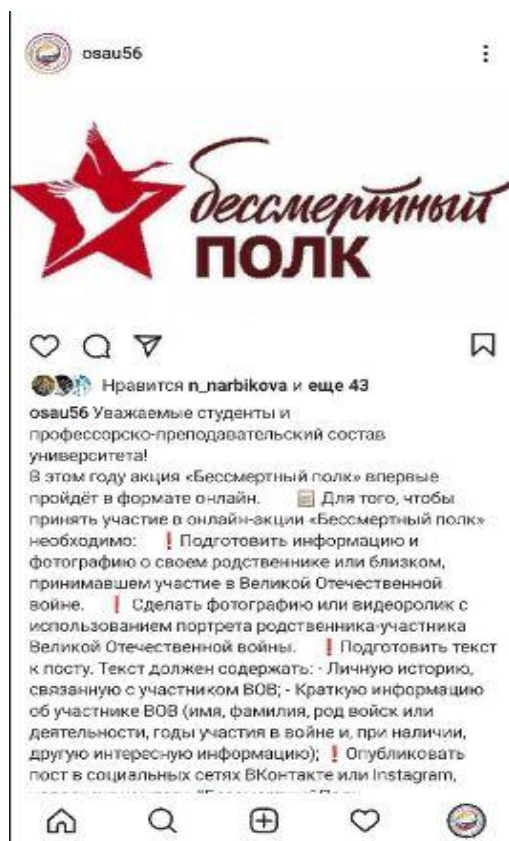 osau56
бессмертный
ПОЛК
Нравится n_narbikova и еще 43
osau56 Уважаемые студенты и
профессорско-преподавательский состав
университета!
В этом году акция «Бессмертный полк» впервые
пройдёт в формате онлайн. Для того, чтобы
принять участие в онлайн-акции «Бессмертный полк»
необходимо: ❗ Подготовить информацию и
фотографию о своем родственнике или близком,
принимавшем участие в Великой Отечественной
войне. ❗ Сделать фотографию или видеоролик с
использованием портрета родственника-участника
Великой Отечественной войны. ❗ Подготовить текст
к посту. Текст должен содержать: - Личную историю,
связанную с участником ВОВ; - Краткую информацию
об участнике ВОВ (имя, фамилия, род войск или
деятельности, годы участия в войне и, при наличии,
другую интересную информацию); ❗ Опубликовать
пост в социальных сетях ВКонтакте или Instagram,